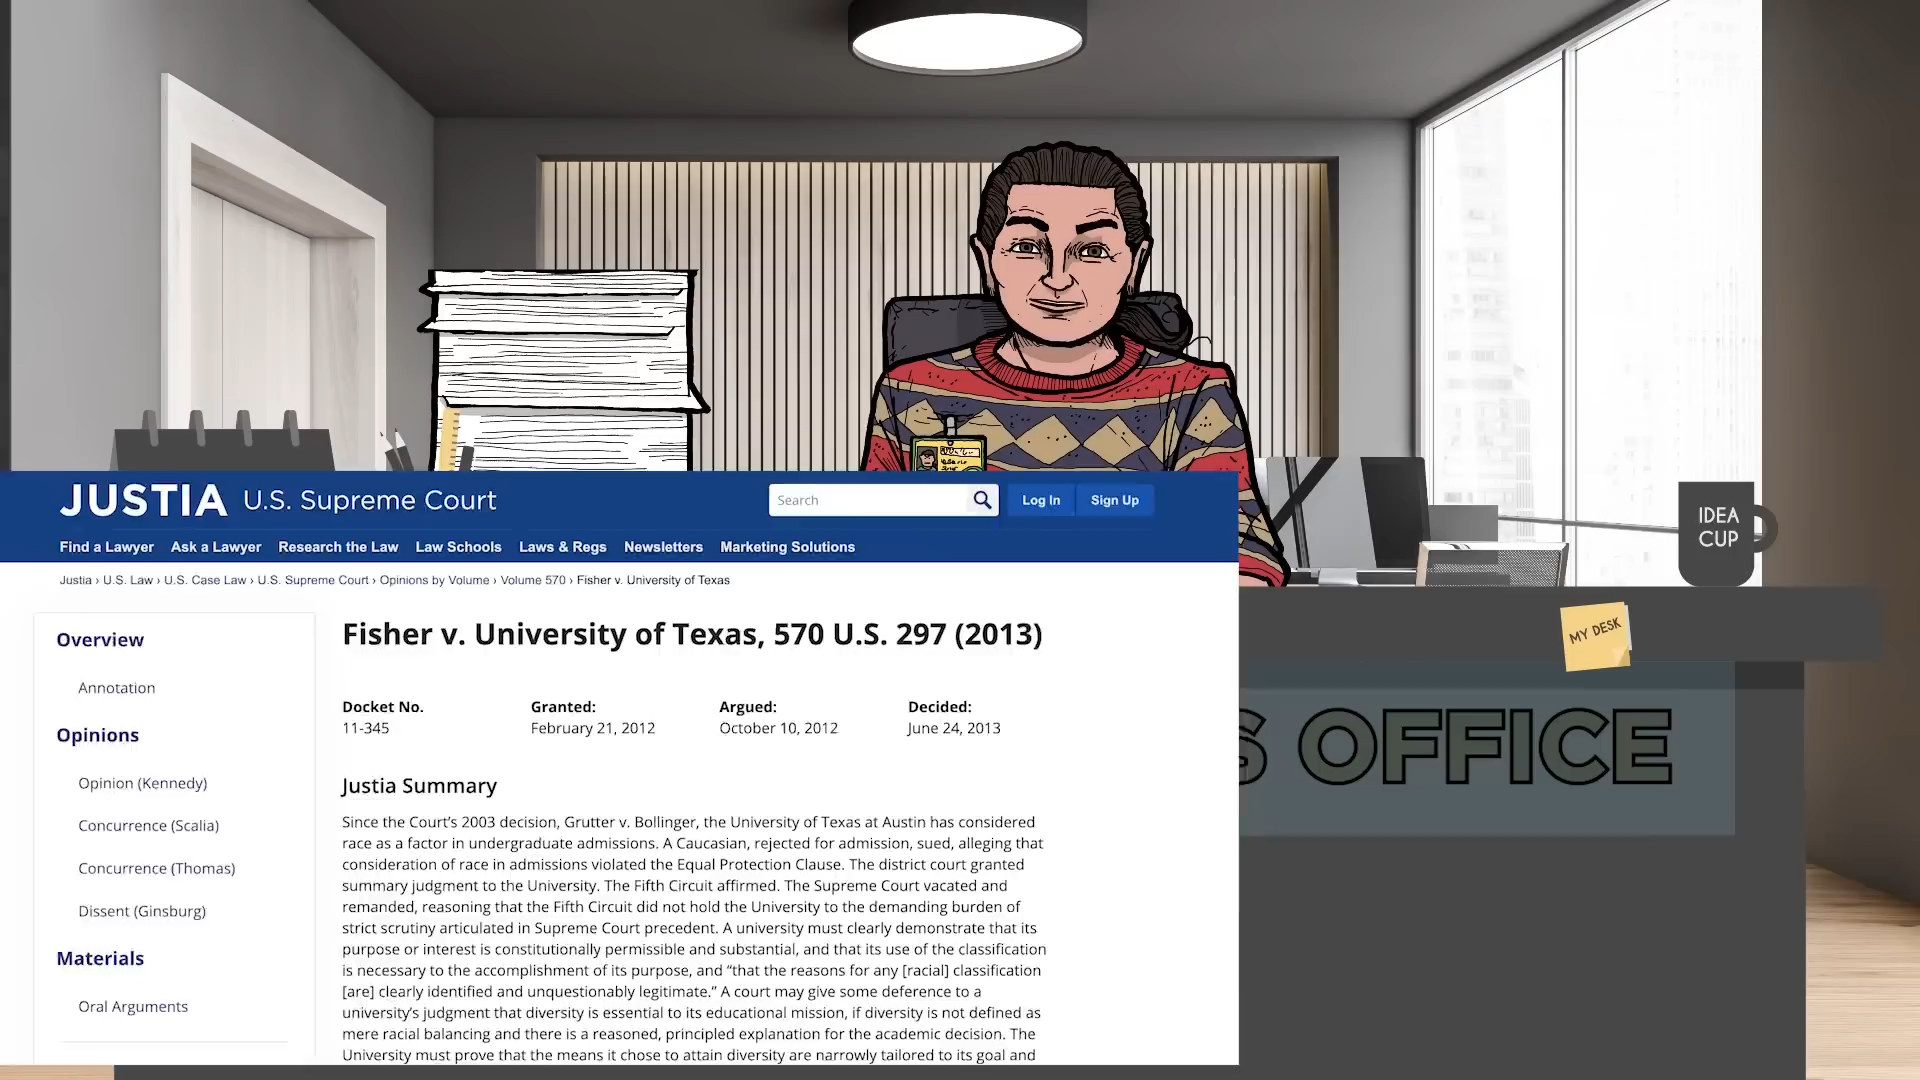 JUSTIA U.S. Supreme Court
Search
Log In
Sign Up
Find a Lawyer Ask a Lawyer Research the Law Law Schools Laws & Regs Newsletters Marketing Solutions
Justia › U.S. Law › U.S. Case Law › U.S. Supreme Court › Opinions by Volume › Volume 570 › Fisher v. University of Texas
Overview
Annotation
Opinions
Opinion (Kennedy)
Concurrence (Scalia)
Concurrence (Thomas)
Dissent (Ginsburg)
Materials
Oral Arguments
Fisher v. University of Texas, 570 U.S. 297 (2013)
Docket No. Granted: Argued: Decided:
11-345 February 21, 2012 October 10, 2012 June 24, 2013
Justia Summary
Since the Court's 2003 decision, Grutter v. Bollinger, the University of Texas at Austin has considered
race as a factor in undergraduate admissions. A Caucasian, rejected for admission, sued, alleging that
consideration of race in admissions violated the Equal Protection Clause. The district court granted
summary judgment to the University. The Fifth Circuit affirmed. The Supreme Court vacated and
remanded, reasoning that the Fifth Circuit did not hold the University to the demanding burden of
strict scrutiny articulated in Supreme Court precedent. A university must clearly demonstrate that its
purpose or interest is constitutionally permissible and substantial, and that its use of the classification
is necessary to the accomplishment of its purpose, and “that the reasons for any [racial] classification
[are] clearly identified and unquestionably legitimate.” A court may give some deference to a
university's judgment that diversity is essential to its educational mission, if diversity is not defined as
mere racial balancing and there is a reasoned, principled explanation for the academic decision. The
University must prove that the means it chose to attain diversity are narrowly tailored to its goal and
IDEA
CUP
MY DESK
S OFFICE